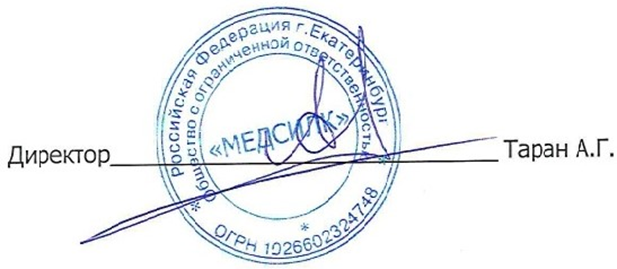 Российская Федерация г.Екатеринбург
* Общество с ограниченной ответственностью *
«МЕДСИЛК»
Директор Таран А.Г.
* ОГРН 1026602324748